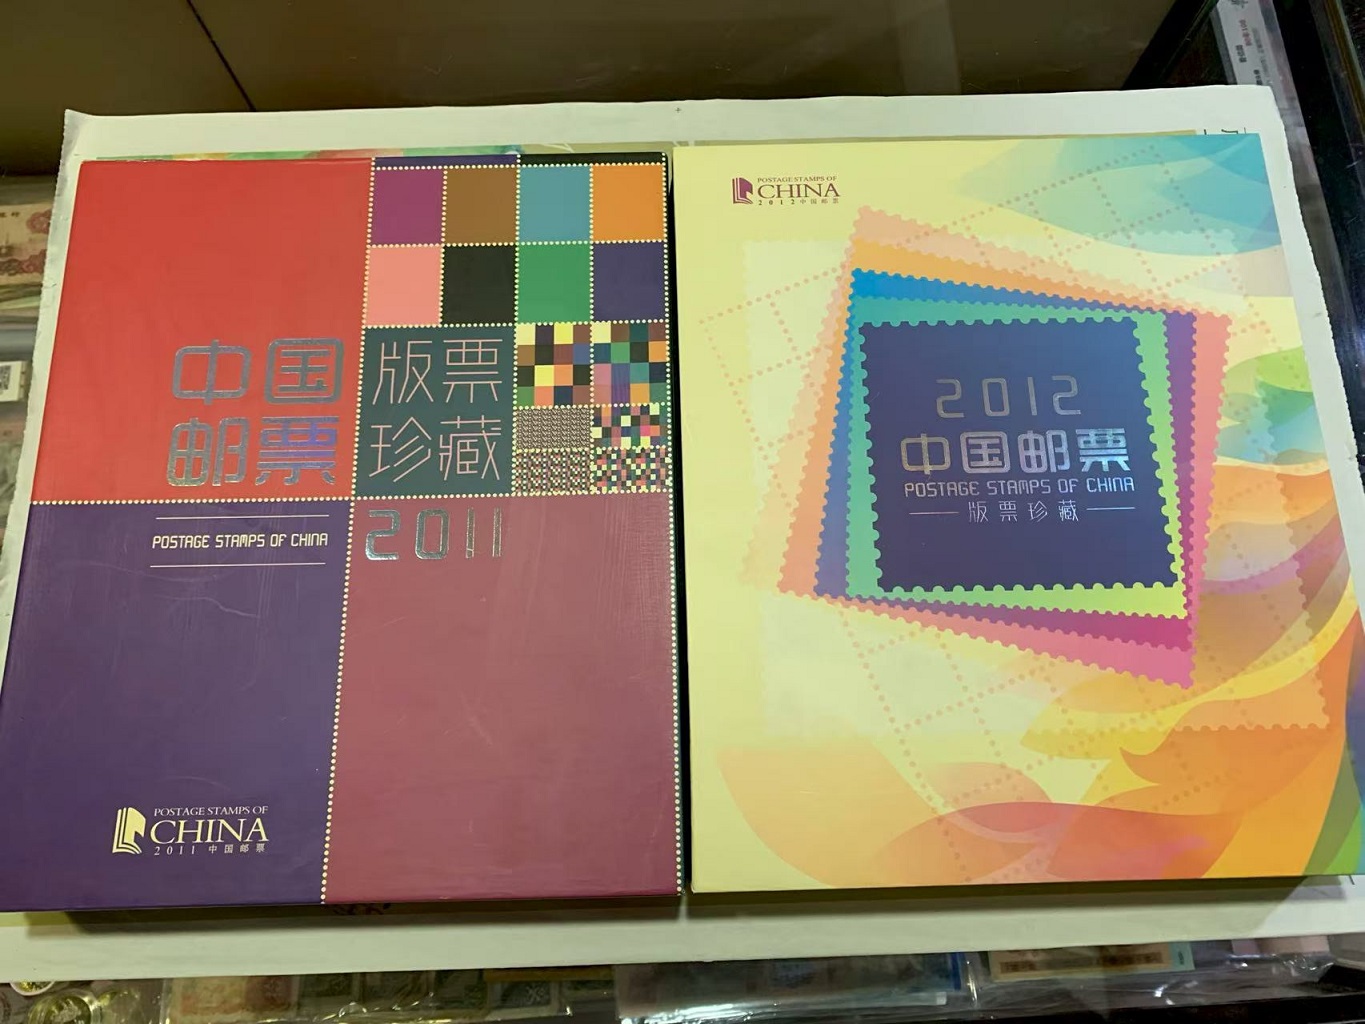 中国
邮票
版票
珍藏
2011
POSTAGE STAMPS OF CHINA
POSTAGE STAMPS OF
CHINA
2011 中国邮票
POSTAGE STAMPS OF
CHINA
2012 中国邮票
2012
中国邮票
POSTAGE STAMPS OF CHINA
版票珍藏